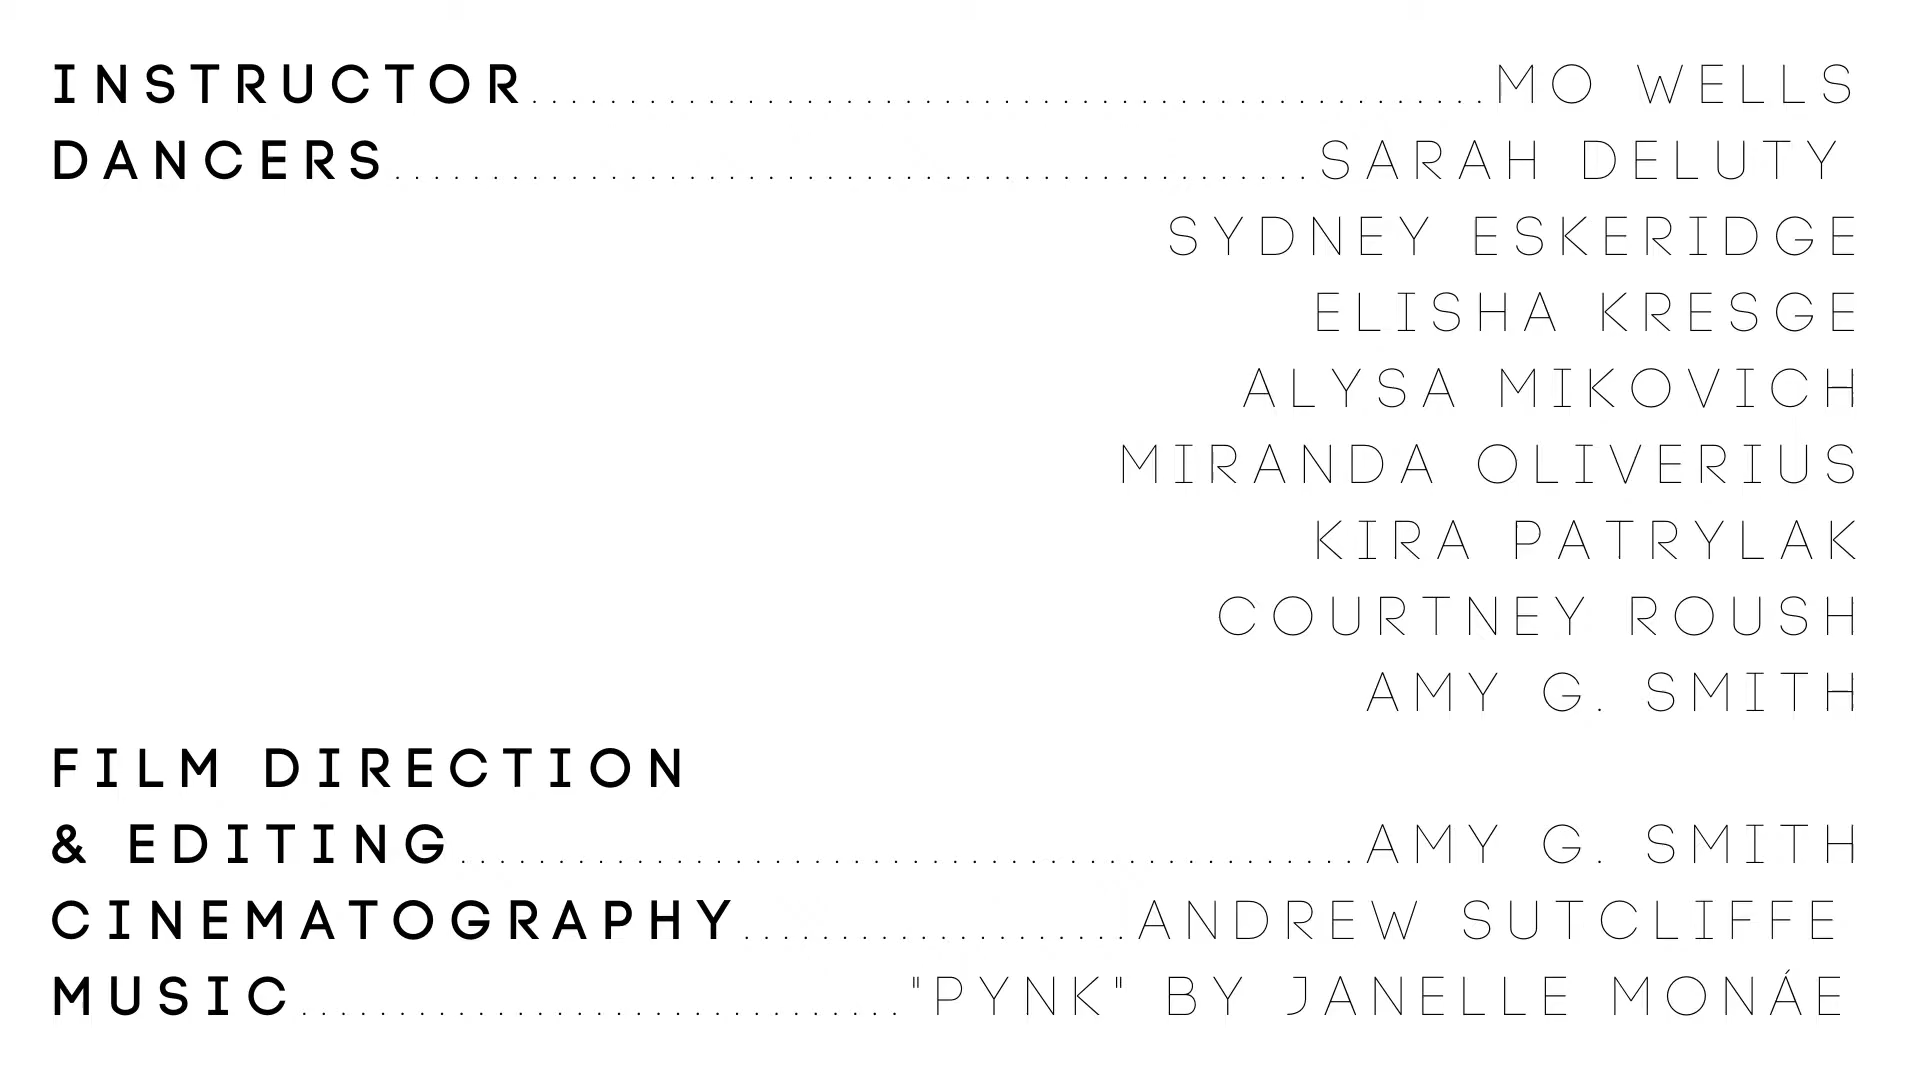 INSTRUCTOR.................................................MO WELLS
DANCERS...............................................SARAH DELUTY
SYDNEY ESKERIDGE
ELISHA KRESGE
ALYSA MIKOVICH
MIRANDA OLIVERIUS
KIRA PATRYLAK
COURTNEY ROUSH
AMY G. SMITH
FILM DIRECTION
& EDITING..............................................AMY G. SMITH
CINEMATOGRAPHY....................ANDREW SUTCLIFFE
MUSIC..............................."PYNK" BY JANELLE MONÁE